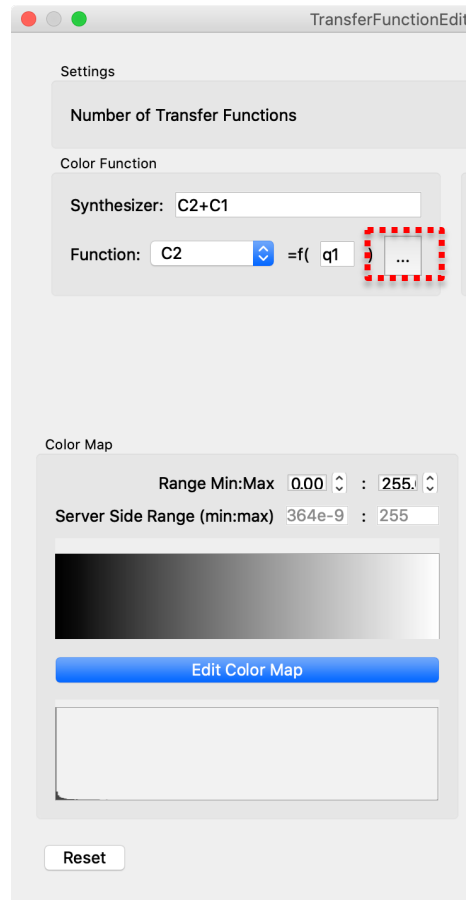 TransferFunctionEdit
Settings
Number of Transfer Functions
Color Function
Synthesizer: C2+C1
Function: C2 =f( q1 ) ...
Color Map
Range Min:Max 0.00 : 255.
Server Side Range (min:max) 364e-9 : 255
Edit Color Map
Reset